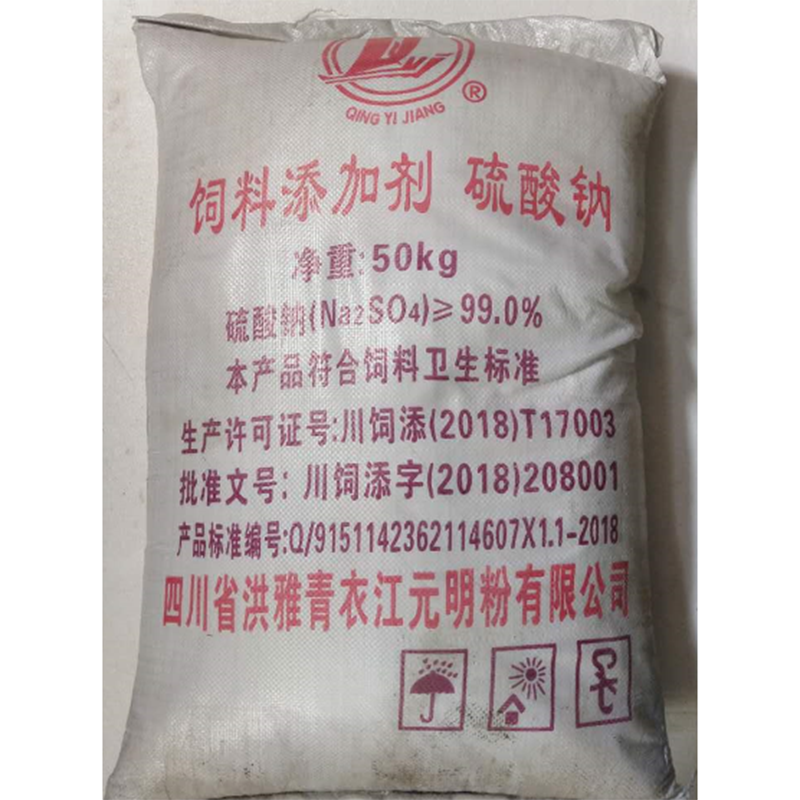 QING YI JIANG ®
饲料添加剂 硫酸钠
净重:50kg
硫酸钠(Na₂SO₄)≥99.0%
本产品符合饲料卫生标准
生产许可证号:川饲添(2018)T17003
批准文号:川饲添字(2018)208001
产品标准编号:Q/9151142362114607X1.1-2018
四川省洪雅青衣江元明粉有限公司